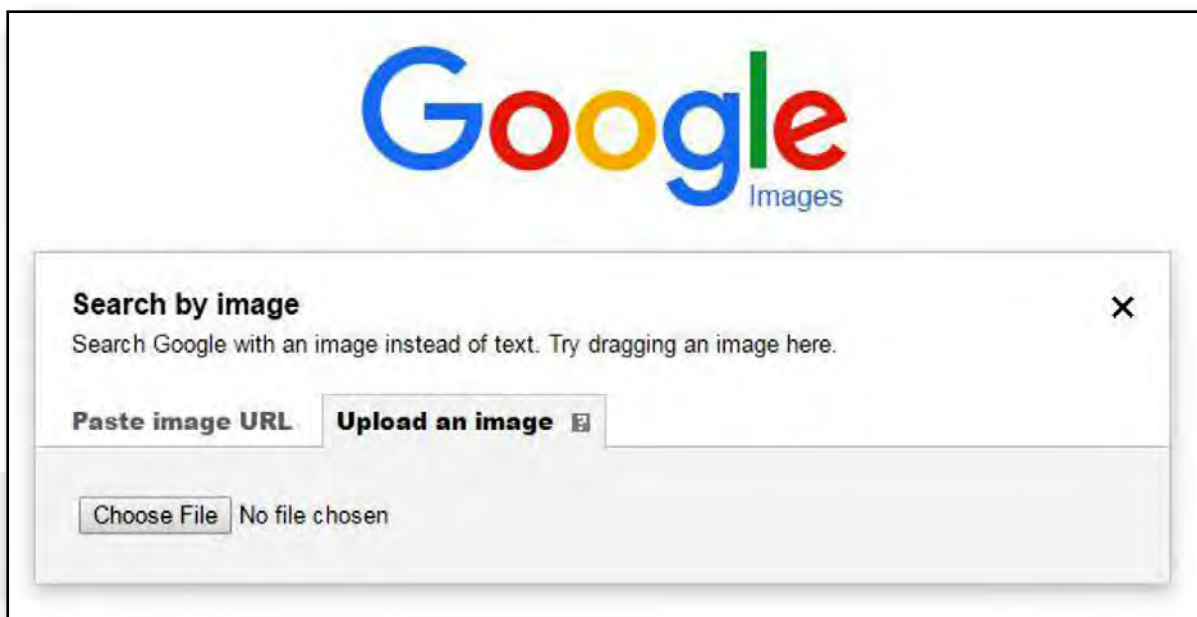 Google
Images
Search by image
Search Google with an image instead of text. Try dragging an image here.
Paste image URL Upload an image ?
Choose File No file chosen